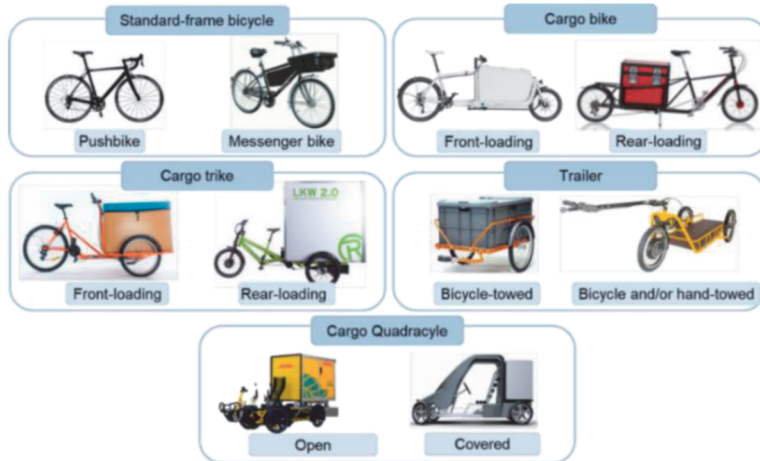 Standard-frame bicycle
Cargo bike
Pushbike
Messenger bike
Front-loading
Rear-loading
Cargo trike
Trailer
LKW 2.0
R
Front-loading
Rear-loading
Bicycle-towed
Bicycle and/or hand-towed
Cargo Quadracyle
Open
Covered